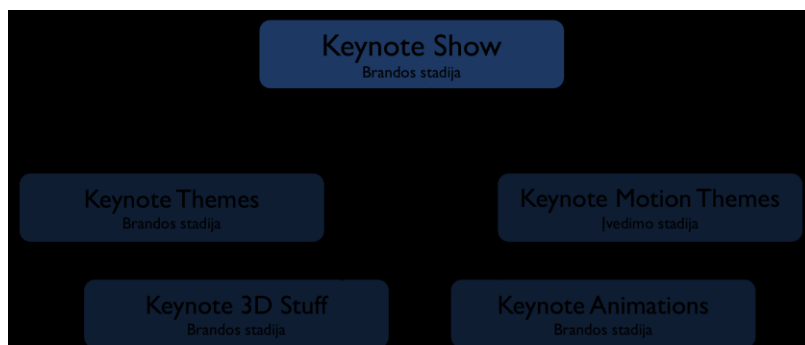 Keynote Show
Brandos stadija
Keynote Themes
Brandos stadija
Keynote Motion Themes
Įvedimo stadija
Keynote 3D Stuff
Brandos stadija
Keynote Animations
Brandos stadija